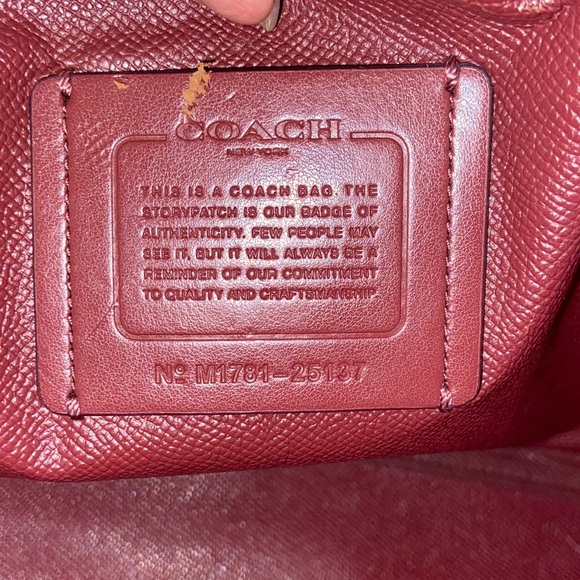 COACH
NEW YORK
THIS IS A COACH BAG. THE
STORYPATCH IS OUR BADGE OF
AUTHENTICITY. FEW PEOPLE MAY
SEE IT, BUT IT WILL ALWAYS BE A
REMINDER OF OUR COMMITMENT
TO QUALITY AND CRAFTSMANSHIP
Nº M1781-25137